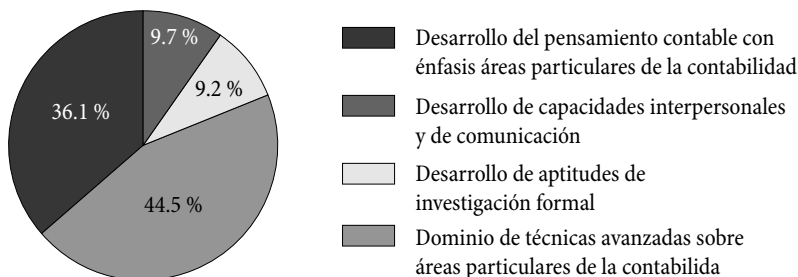 9.7 %
9.2 %
36.1 %
44.5 %
Desarrollo del pensamiento contable con
énfasis áreas particulares de la contabilidad
Desarrollo de capacidades interpersonales
y de comunicación
Desarrollo de aptitudes de
investigación formal
Dominio de técnicas avanzadas sobre
áreas particulares de la contabilida